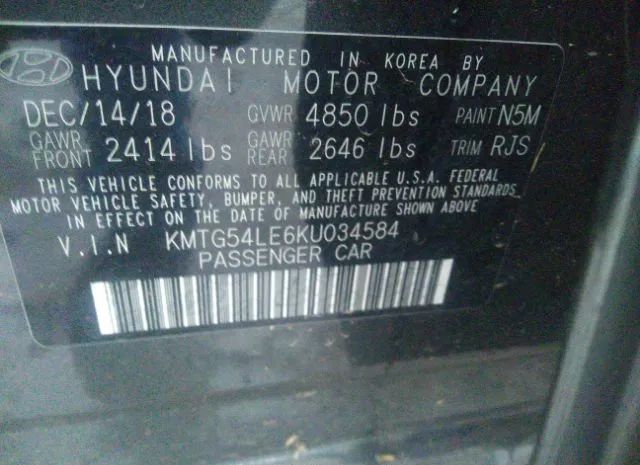 MANUFACTURED IN KOREA BY
HYUNDAI MOTOR COMPANY
DEC/14/18 GVWR 4850 lbs PAINT N5M
GAWR FRONT 2414 lbs GAWR REAR 2646 lbs TRIM RJS
THIS VEHICLE CONFORMS TO ALL APPLICABLE U.S.A. FEDERAL
MOTOR VEHICLE SAFETY, BUMPER, AND THEFT PREVENTION STANDARDS
IN EFFECT ON THE DATE OF MANUFACTURE SHOWN ABOVE
V.I.N KMTG54LE6KU034584
PASSENGER CAR